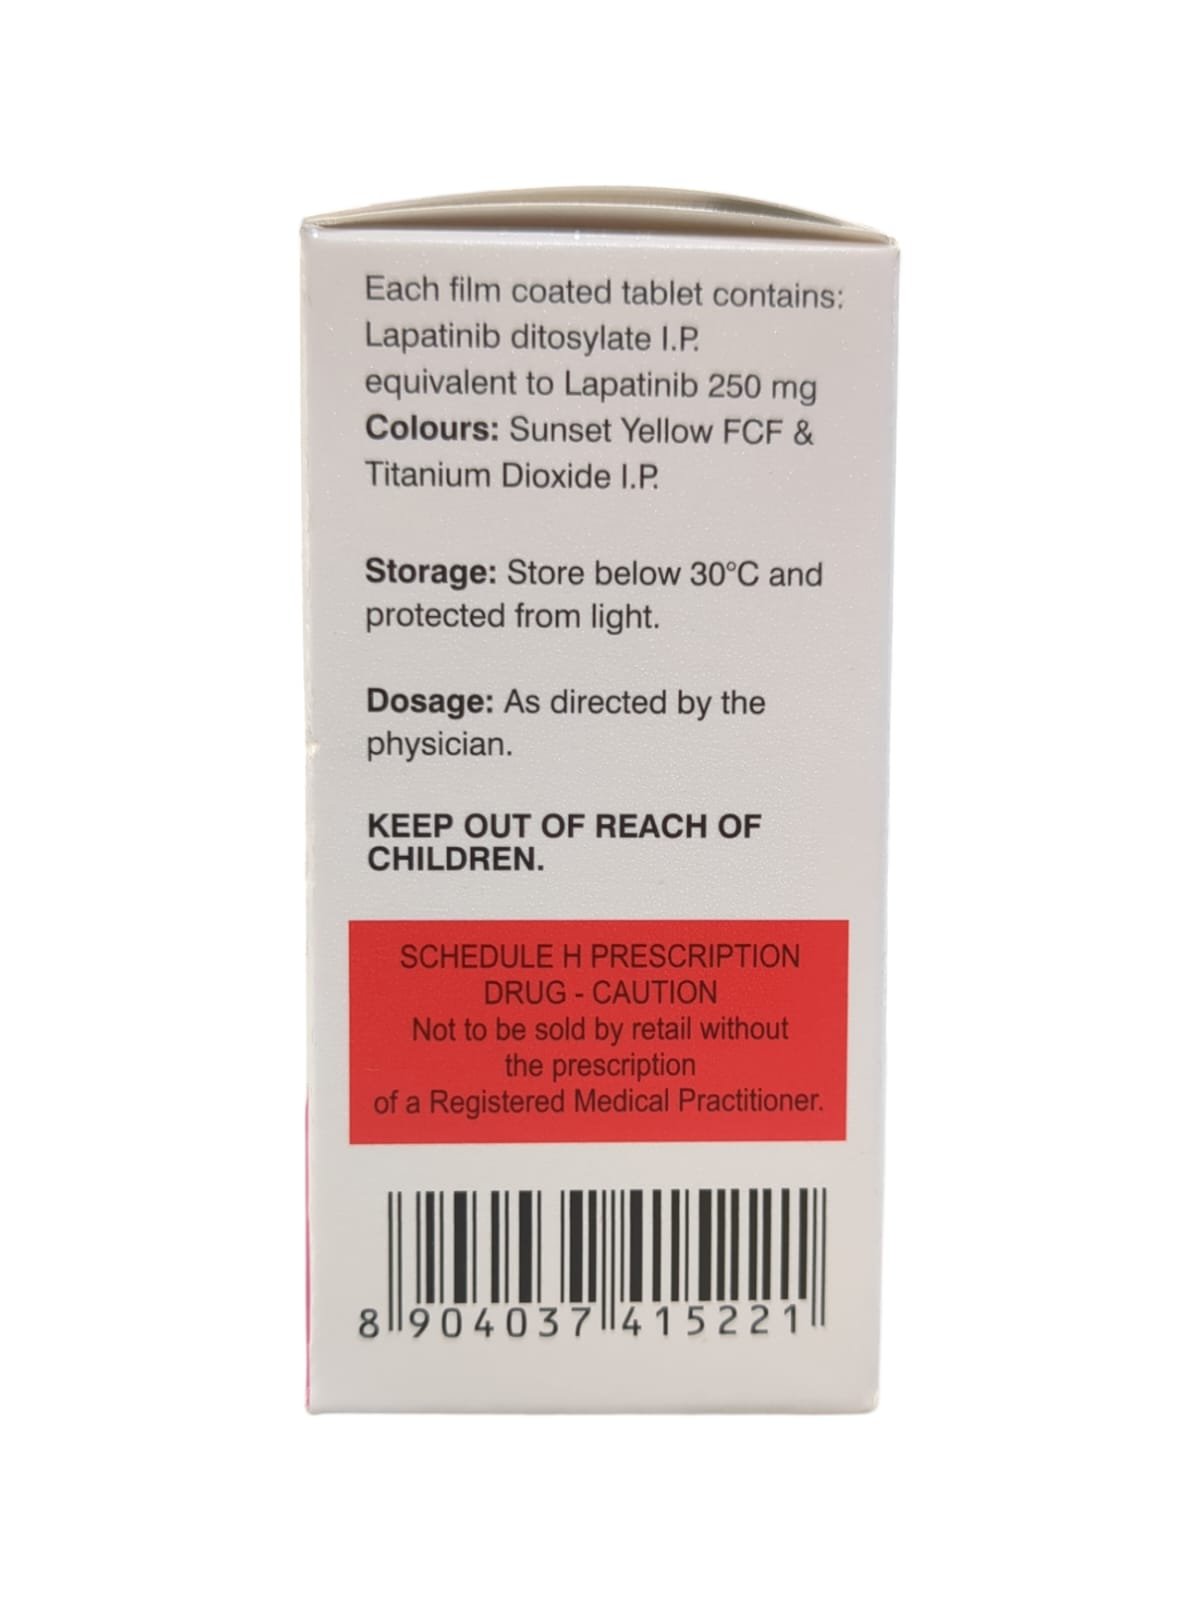 Each film coated tablet contains:
Lapatinib ditosylate I.P.
equivalent to Lapatinib 250 mg
Colours: Sunset Yellow FCF &
Titanium Dioxide I.P.
Storage: Store below 30°C and
protected from light.
Dosage: As directed by the
physician.
KEEP OUT OF REACH OF
CHILDREN.
SCHEDULE H PRESCRIPTION
DRUG - CAUTION
Not to be sold by retail without
the prescription
of a Registered Medical Practitioner.
8 904037 415221